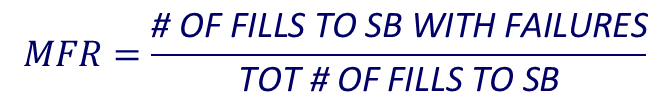 MFR = # OF FILLS TO SB WITH FAILURES
TOT # OF FILLS TO SB